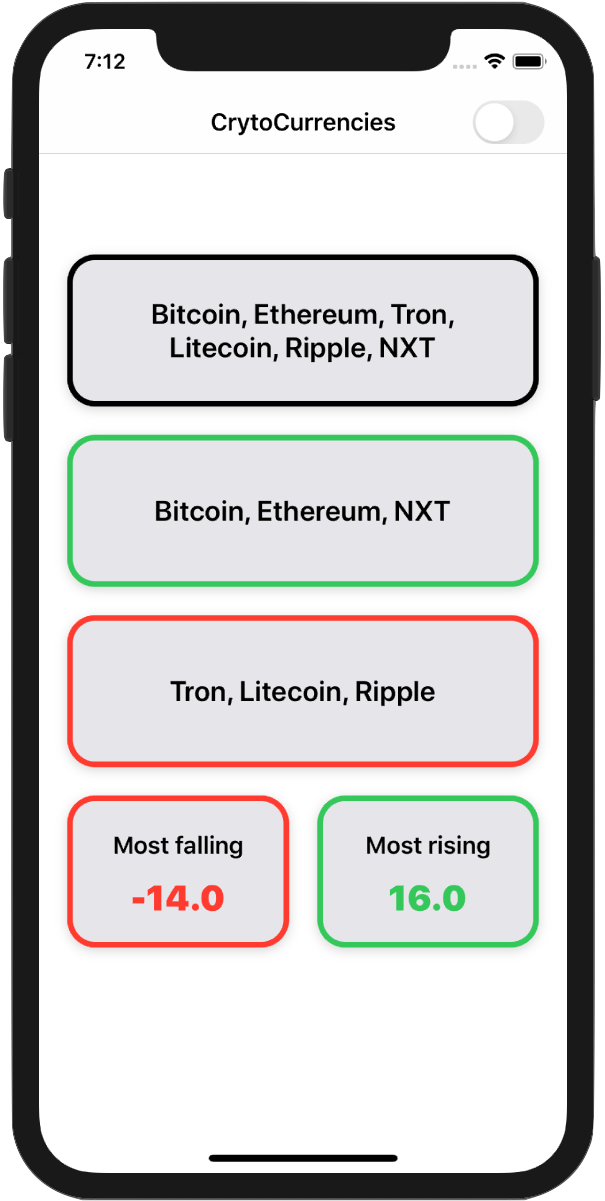 7:12
CrytoCurrencies
Bitcoin, Ethereum, Tron,
Litecoin, Ripple, NXT
Bitcoin, Ethereum, NXT
Tron, Litecoin, Ripple
Most falling
-14.0
Most rising
16.0